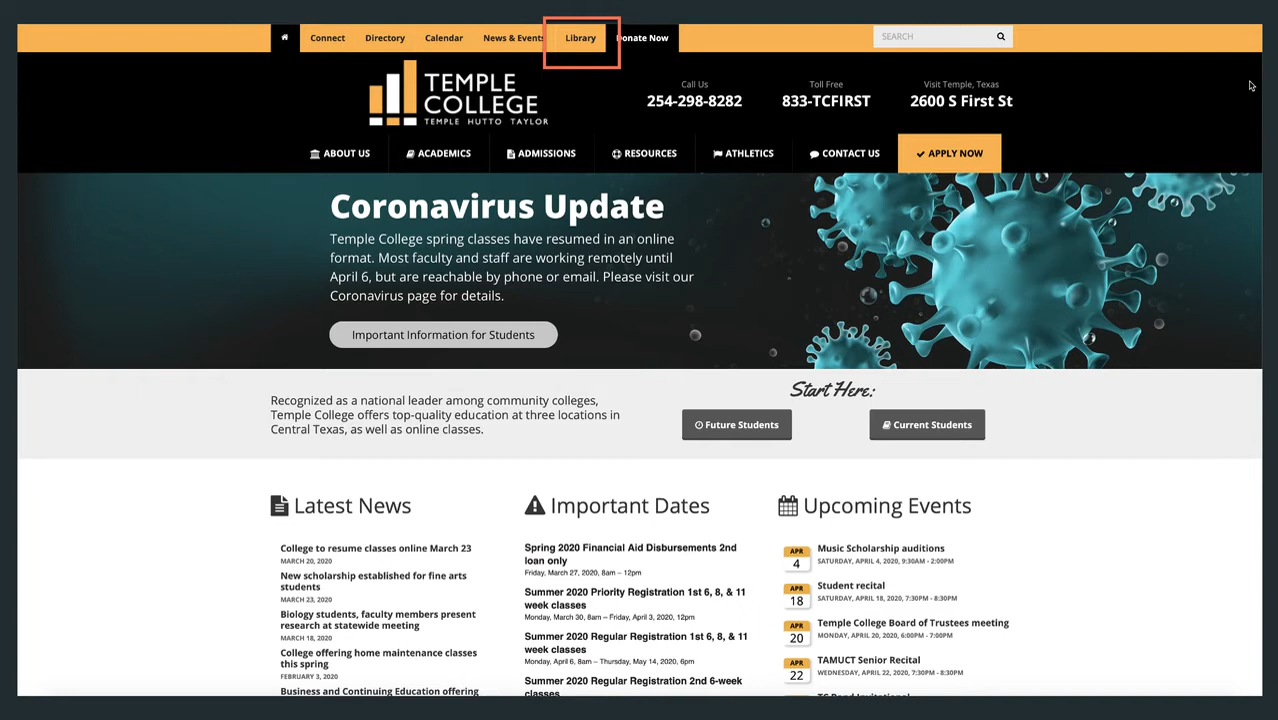 Connect Directory Calendar News & Events Library Donate Now
SEARCH
TEMPLE
COLLEGE
TEMPLE HUTTO TAYLOR
Call Us
254-298-8282
Toll Free
833-TCFIRST
Visit Temple, Texas
2600 S First St
ABOUT US ACADEMICS ADMISSIONS RESOURCES ATHLETICS CONTACT US APPLY NOW
Coronavirus Update
Temple College spring classes have resumed in an online
format. Most faculty and staff are working remotely until
April 6, but are reachable by phone or email. Please visit our
Coronavirus page for details.
Important Information for Students
Recognized as a national leader among community colleges,
Temple College offers top-quality education at three locations in
Central Texas, as well as online classes.
Start Here:
Future Students
Current Students
Latest News
College to resume classes online March 23
MARCH 20, 2020
New scholarship established for fine arts
students
MARCH 23, 2020
Biology students, faculty members present
research at statewide meeting
MARCH 18, 2020
College offering home maintenance classes
this spring
FEBRUARY 3, 2020
Business and Continuing Education offering
Important Dates
Spring 2020 Financial Aid Disbursements 2nd
loan only
Friday, March 27, 2020, 8am – 12pm
Summer 2020 Priority Registration 1st 6, 8, & 11
week classes
Monday, March 30, 8am – Friday, April 3, 2020, 12pm
Summer 2020 Regular Registration 1st 6, 8, & 11
week classes
Monday, April 6, 8am – Thursday, May 14, 2020, 6pm
Summer 2020 Regular Registration 2nd 6-week
classes
Upcoming Events
APR
4
Music Scholarship auditions
SATURDAY, APRIL 4, 2020, 9:30AM - 2:00PM
APR
18
Student recital
SATURDAY, APRIL 18, 2020, 7:30PM - 8:30PM
APR
20
Temple College Board of Trustees meeting
MONDAY, APRIL 20, 2020, 6:00PM - 7:00PM
APR
22
TAMUCT Senior Recital
WEDNESDAY, APRIL 22, 2020, 7:30PM - 8:30PM